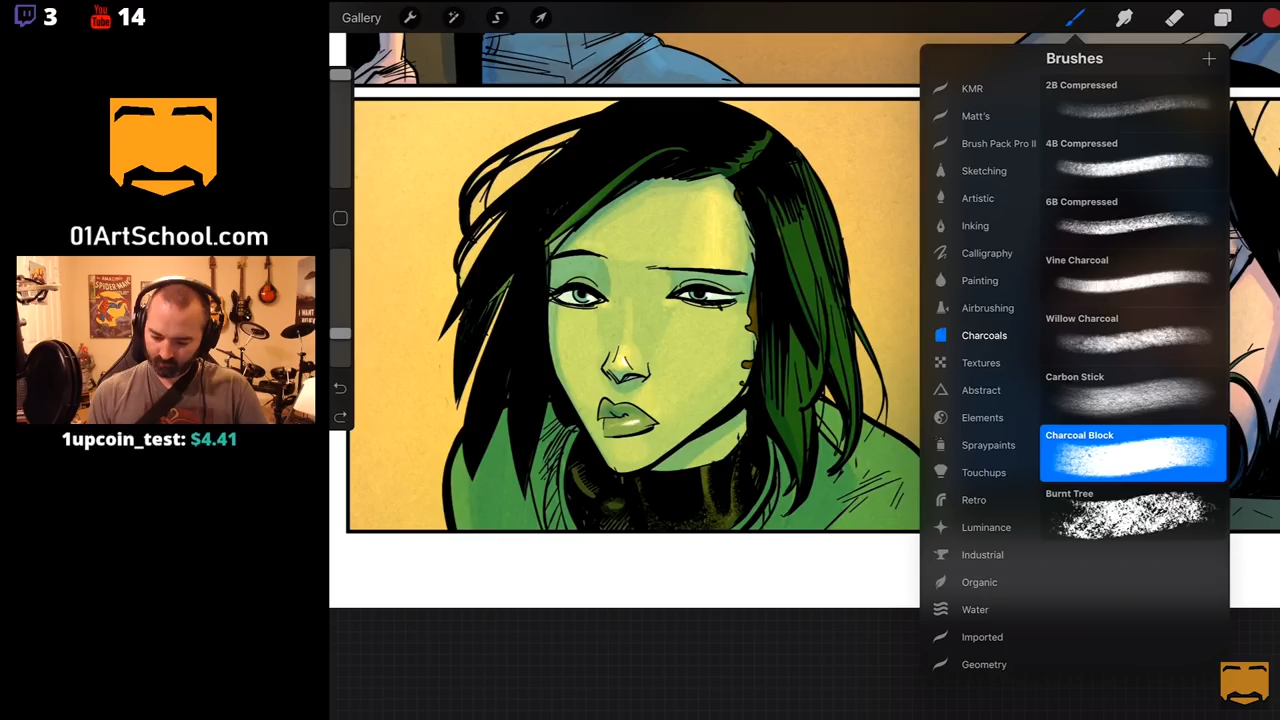 3
You Tube 14
01ArtSchool.com
1upcoin_test: $4.41
Gallery
Brushes
KMR
Matt's
Brush Pack Pro II
Sketching
Artistic
Inking
Calligraphy
Painting
Airbrushing
Charcoals
Textures
Abstract
Elements
Spraypaints
Touchups
Retro
Luminance
Industrial
Organic
Water
Imported
Geometry
2B Compressed
4B Compressed
6B Compressed
Vine Charcoal
Willow Charcoal
Carbon Stick
Charcoal Block
Burnt Tree